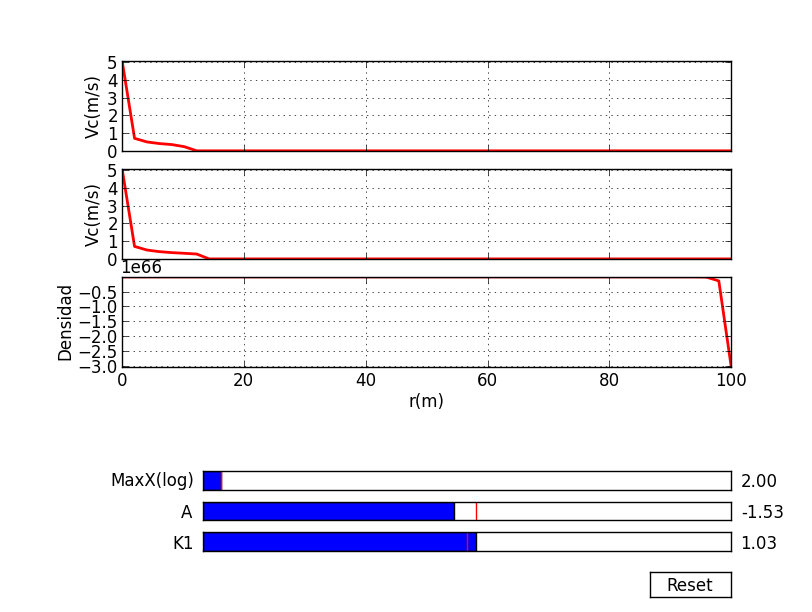 5
4
3
2
1
0
Vc(m/s)
5
4
3
2
1
0
Vc(m/s)
1e66
−0.5
−1.0
−1.5
−2.0
−2.5
−3.0
Densidad
0 20 40 60 80 100
r(m)
MaxX(log) 2.00
A -1.53
K1 1.03
Reset